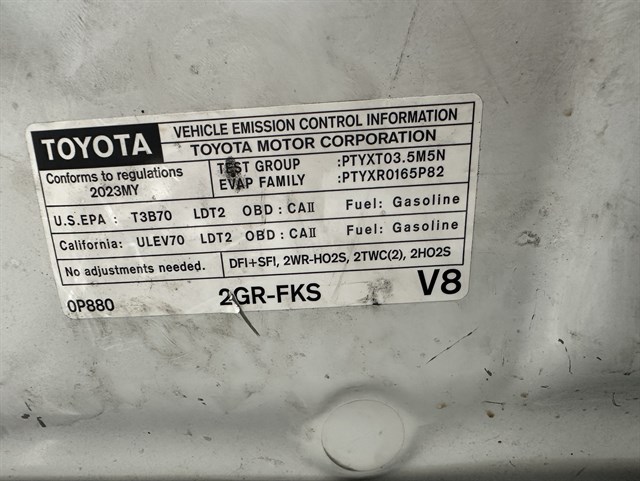 TOYOTA
VEHICLE EMISSION CONTROL INFORMATION
TOYOTA MOTOR CORPORATION
Conforms to regulations
2023MY
TEST GROUP :PTYXT03.5M5N
EVAP FAMILY :PTYXR0165P82
U.S.EPA : T3B70 LDT2 OBD : CAII Fuel: Gasoline
California: ULEV70 LDT2 OBD : CAII Fuel: Gasoline
No adjustments needed. DFI+SFI, 2WR-HO2S, 2TWC(2), 2HO2S
0P880 2GR-FKS V8